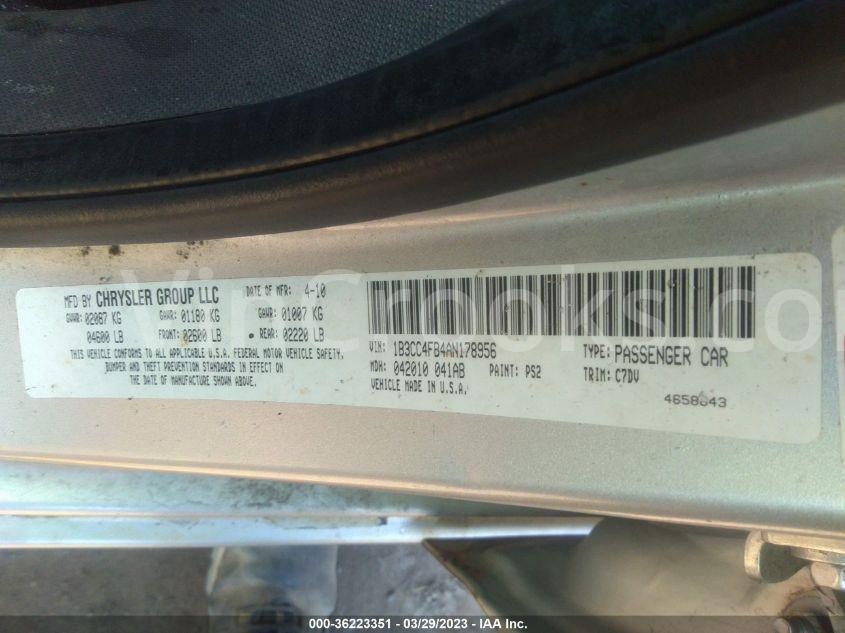 MFD BY CHRYSLER GROUP LLC DATE OF MFR: 4-10
GVWR: 02087 KG GAWR: 01180 KG GAWR: 01007 KG
04600 LB FRONT: 02600 LB REAR: 02220 LB
THIS VEHICLE CONFORMS TO ALL APPLICABLE U.S.A. FEDERAL MOTOR VEHICLE SAFETY,
BUMPER AND THEFT PREVENTION STANDARDS IN EFFECT ON
THE DATE OF MANUFACTURE SHOWN ABOVE.
VIN: 1B3CC4FB4AN178956 TYPE: PASSENGER CAR
MDH: 042010 041AB PAINT: PS2 TRIM: C7DV
VEHICLE MADE IN U.S.A.
VinCrooks.co
000-36223351 - 03/29/2023 - IAA Inc.